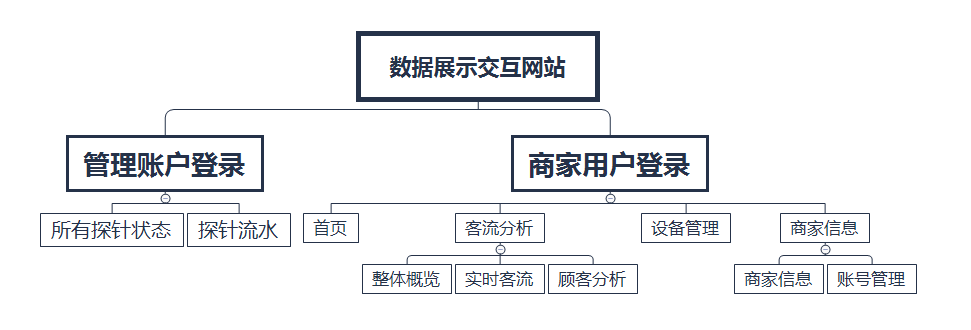 数据展示交互网站
管理账户登录
商家用户登录
所有探针状态
探针流水
首页
客流分析
设备管理
商家信息
整体概览
实时客流
顾客分析
商家信息
账号管理